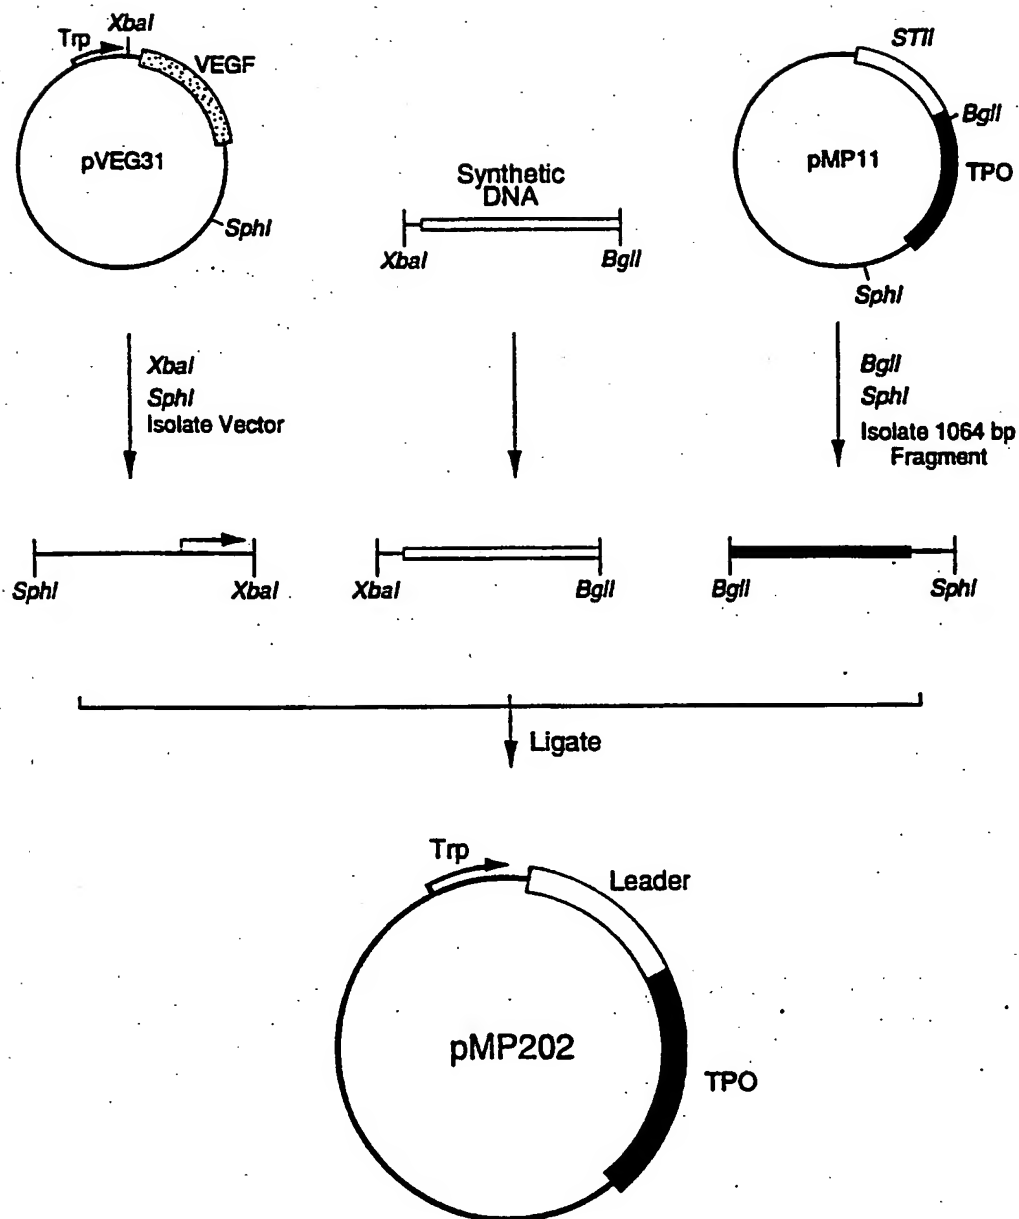 XbaI
Trp
VEGF
pVEG31
SphI
Synthetic
DNA
XbaI
BglI
STII
BglI
pMP11
TPO
SphI
XbaI
SphI
Isolate Vector
BglI
SphI
Isolate 1064 bp
Fragment
SphI
XbaI
XbaI
BglI
BglI
SphI
Ligate
Trp
Leader
pMP202
TPO